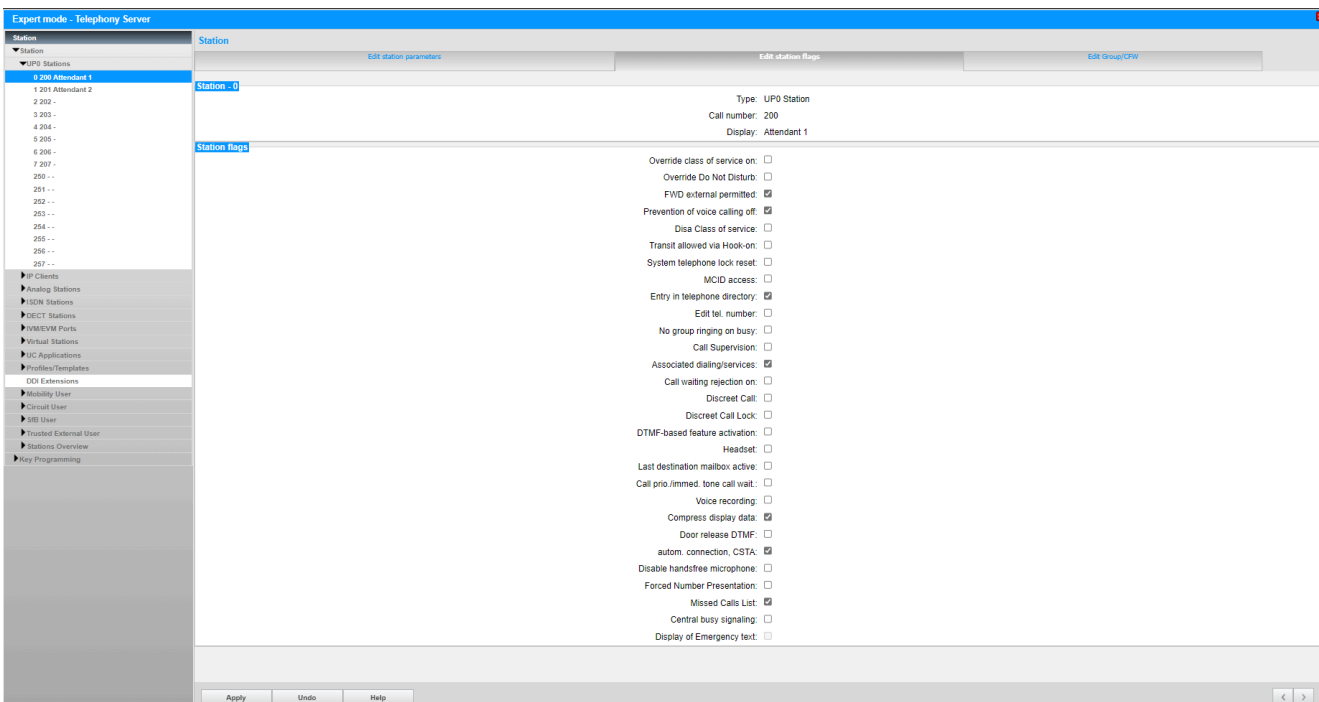 Expert mode - Telephony Server
Station
Station
UP0 Stations
0 200 Attendant 1
1 201 Attendant 2
2 202 -
3 203 -
4 204 -
5 205 -
6 206 -
7 207 -
250 - -
251 - -
252 - -
253 - -
254 - -
255 - -
256 - -
257 - -
IP Clients
Analog Stations
ISDN Stations
DECT Stations
IVM/EVM Ports
Virtual Stations
UC Applications
Profiles/Templates
DDI Extensions
Mobility User
Circuit User
SfB User
Trusted External User
Stations Overview
Key Programming
Station
Edit station parameters
Edit station flags
Edit Group/CFW
Station - 0
Type: UP0 Station
Call number: 200
Display: Attendant 1
Station flags
Override class of service on:
Override Do Not Disturb:
FWD external permitted:
Prevention of voice calling off:
Disa Class of service:
Transit allowed via Hook-on:
System telephone lock reset:
MCID access:
Entry in telephone directory:
Edit tel. number:
No group ringing on busy:
Call Supervision:
Associated dialing/services:
Call waiting rejection on:
Discreet Call:
Discreet Call Lock:
DTMF-based feature activation:
Headset:
Last destination mailbox active:
Call prio./immed. tone call wait.:
Voice recording:
Compress display data:
Door release DTMF:
autom. connection, CSTA:
Disable handsfree microphone:
Forced Number Presentation:
Missed Calls List:
Central busy signaling:
Display of Emergency text:
Apply Undo Help